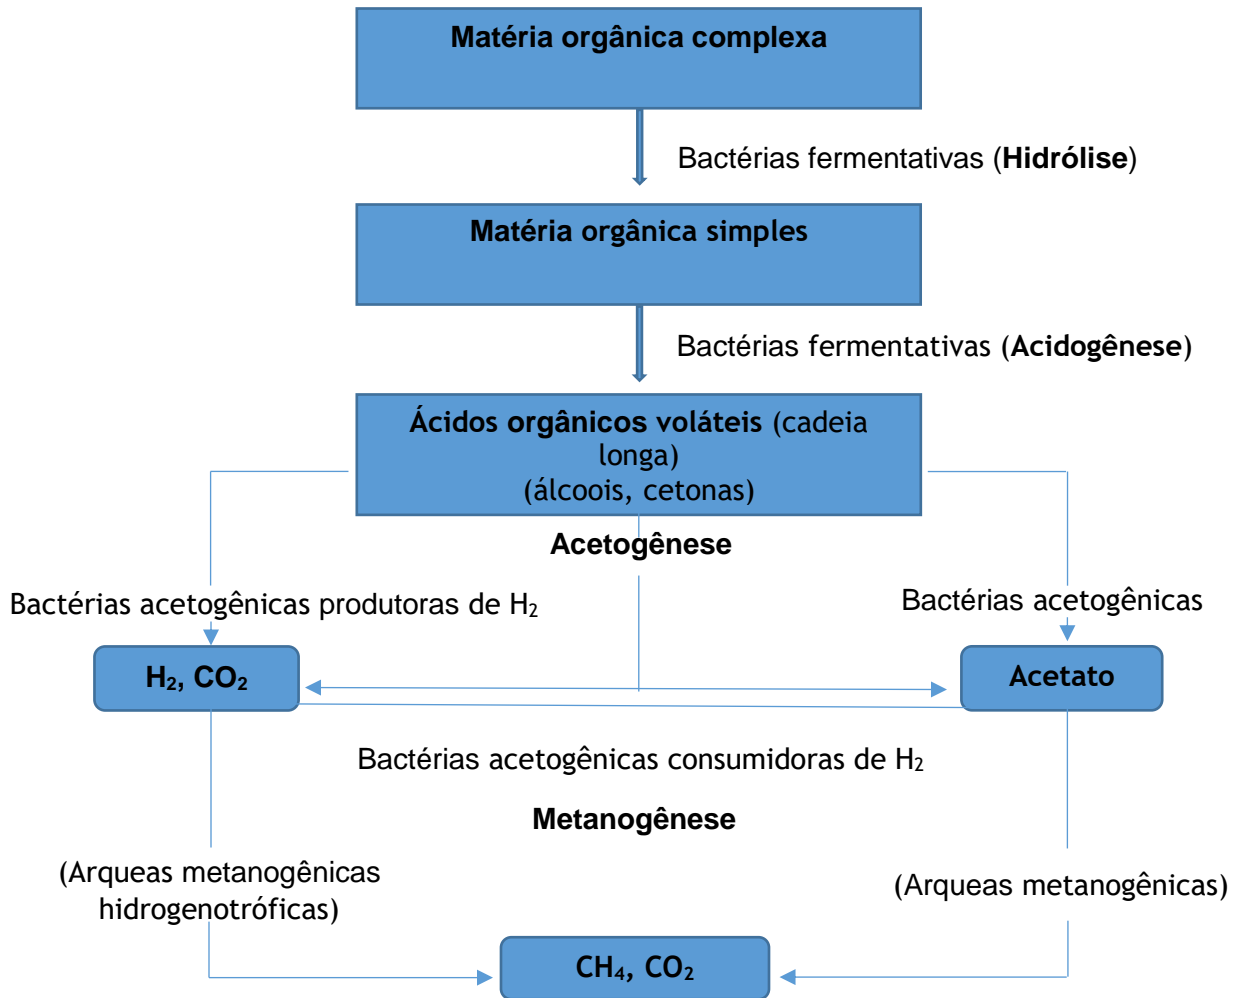 Matéria orgânica complexa
Bactérias fermentativas (Hidrólise)
Matéria orgânica simples
Bactérias fermentativas (Acidogênese)
Ácidos orgânicos voláteis (cadeia
longa)
(álcoois, cetonas)
Acetogênese
Bactérias acetogênicas produtoras de H₂
Bactérias acetogênicas
H₂, CO₂
Acetato
Bactérias acetogênicas consumidoras de H₂
Metanogênese
(Arqueas metanogênicas
hidrogenotróficas)
(Arqueas metanogênicas)
CH₄, CO₂